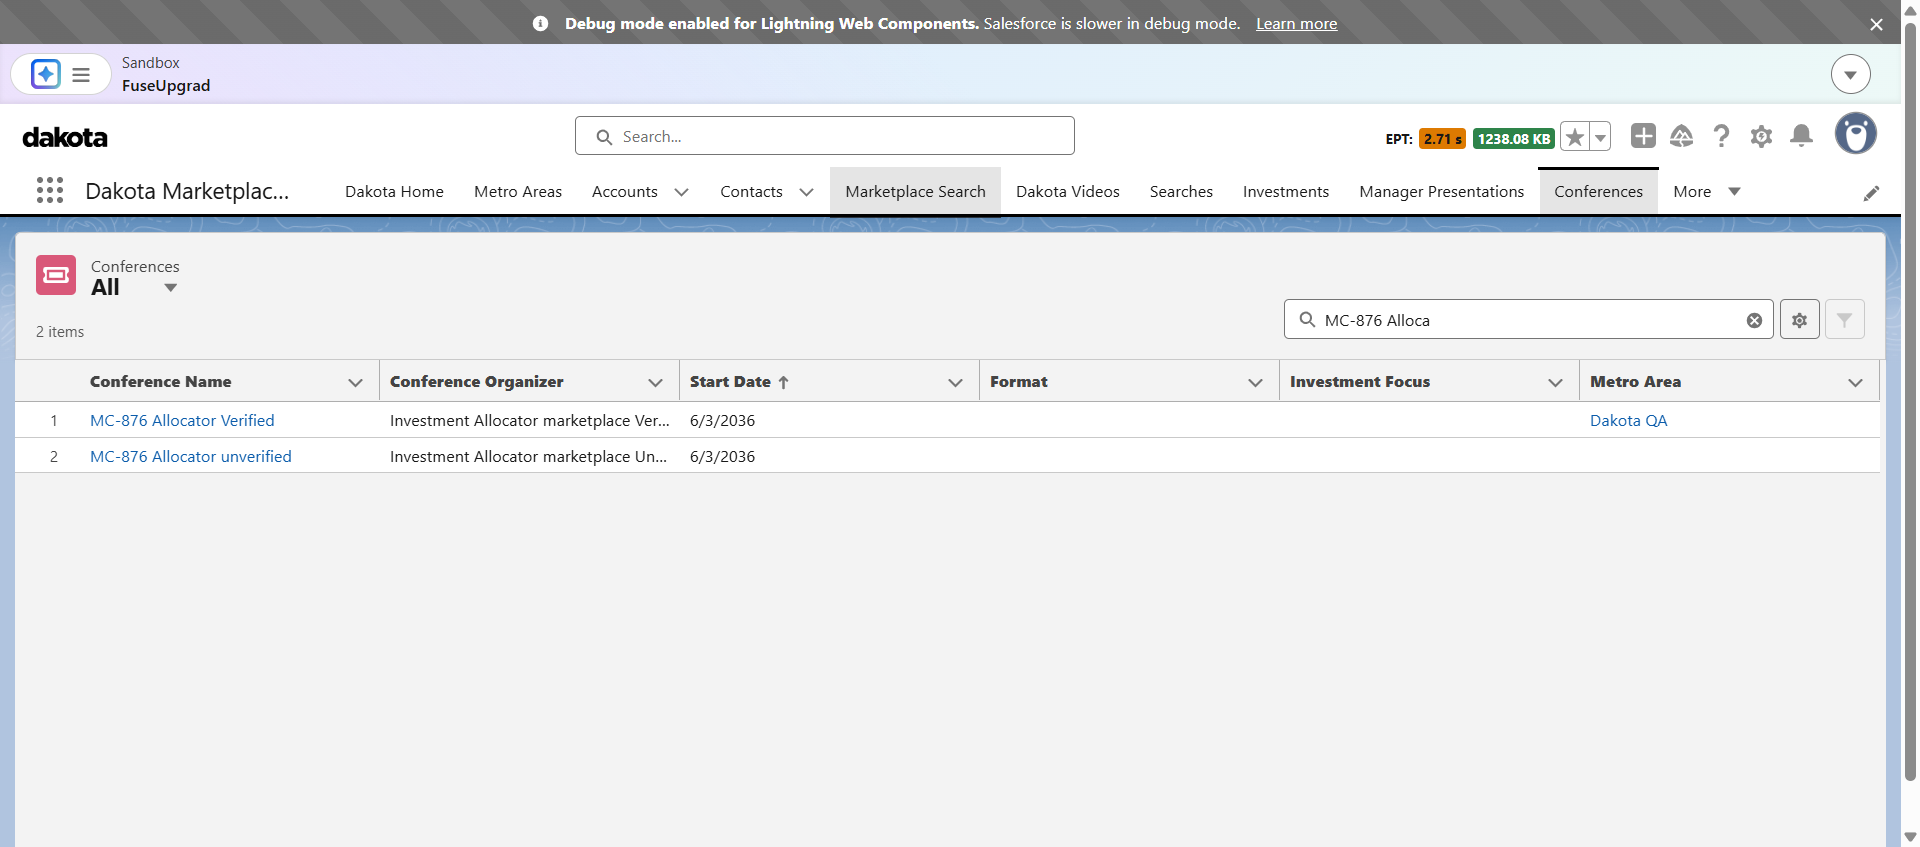 Debug mode enabled for Lightning Web Components. Salesforce is slower in debug mode. Learn more
Sandbox
FuseUpgrad
dakota
Search...
EPT: 2.71 s 1238.08 KB
Dakota Marketplac...
Dakota Home Metro Areas Accounts Contacts Marketplace Search Dakota Videos Searches Investments Manager Presentations Conferences More
Conferences
All
2 items
MC-876 Alloca
Conference Name Conference Organizer Start Date Format Investment Focus Metro Area
1 MC-876 Allocator Verified Investment Allocator marketplace Ver... 6/3/2036 Dakota QA
2 MC-876 Allocator unverified Investment Allocator marketplace Un... 6/3/2036